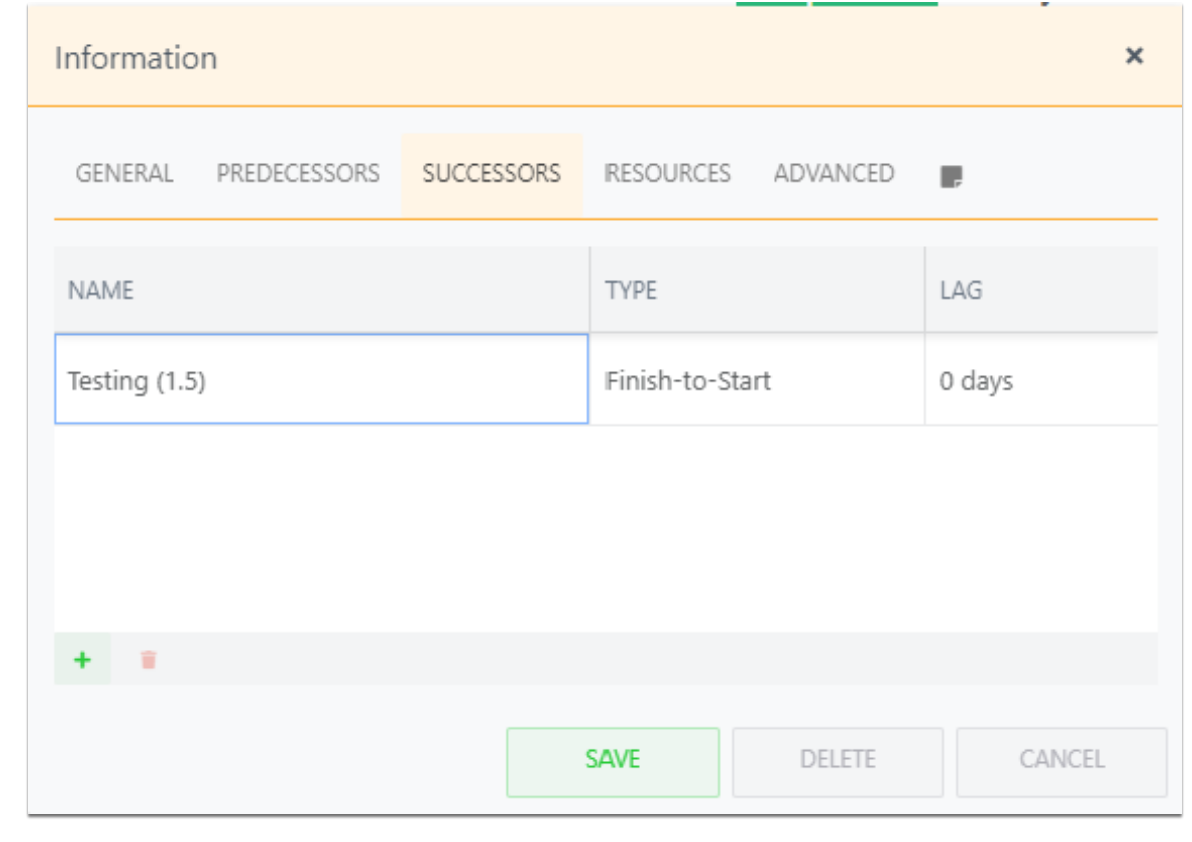 Information
GENERAL PREDECESSORS SUCCESSORS RESOURCES ADVANCED
NAME TYPE LAG
Testing (1.5) Finish-to-Start 0 days
SAVE DELETE CANCEL